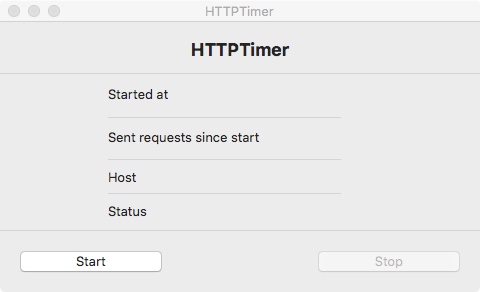 HTTPTimer
HTTPTimer
Started at
Sent requests since start
Host
Status
Start
Stop